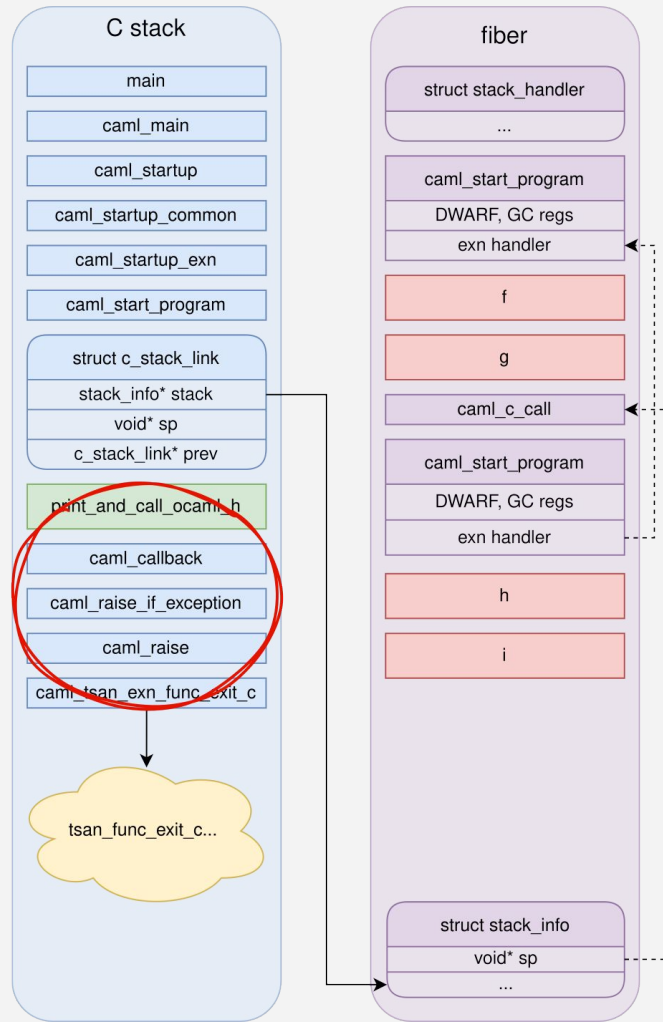 C stack
main
caml_main
caml_startup
caml_startup_common
caml_startup_exn
caml_start_program
struct c_stack_link
stack_info* stack
void* sp
c_stack_link* prev
print_and_call_ocaml_h
caml_callback
caml_raise_if_exception
caml_raise
caml_tsan_exn_func_exit_c
tsan_func_exit_c...
fiber
struct stack_handler
...
caml_start_program
DWARF, GC regs
exn handler
f
g
caml_c_call
caml_start_program
DWARF, GC regs
exn handler
h
i
struct stack_info
void* sp
...